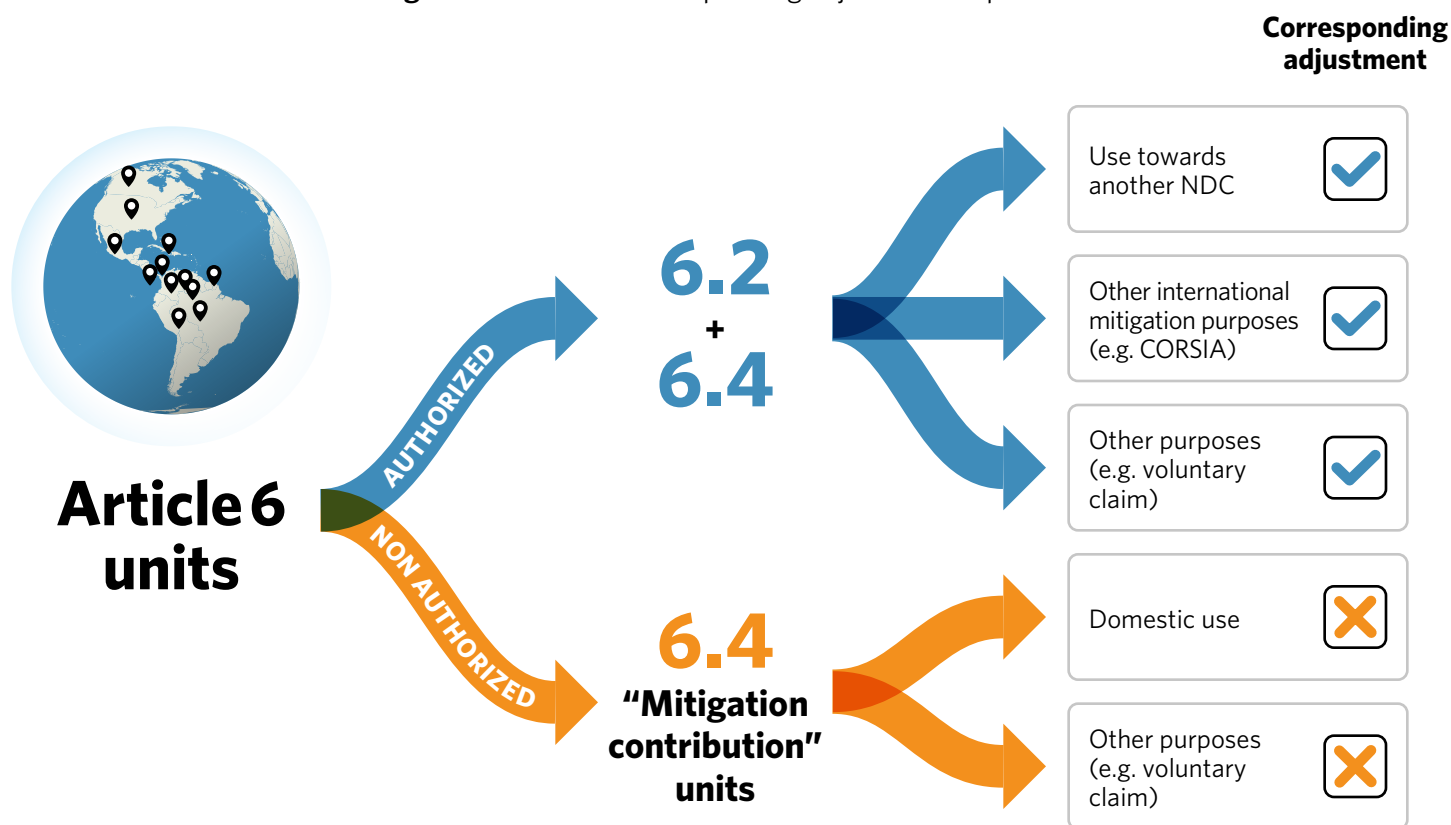 Corresponding
adjustment
Article 6
units
AUTHORIZED
NON AUTHORIZED
6.2
+
6.4
6.4
“Mitigation
contribution”
units
Use towards
another NDC
Other international
mitigation purposes
(e.g. CORSIA)
Other purposes
(e.g. voluntary
claim)
Domestic use
Other purposes
(e.g. voluntary
claim)